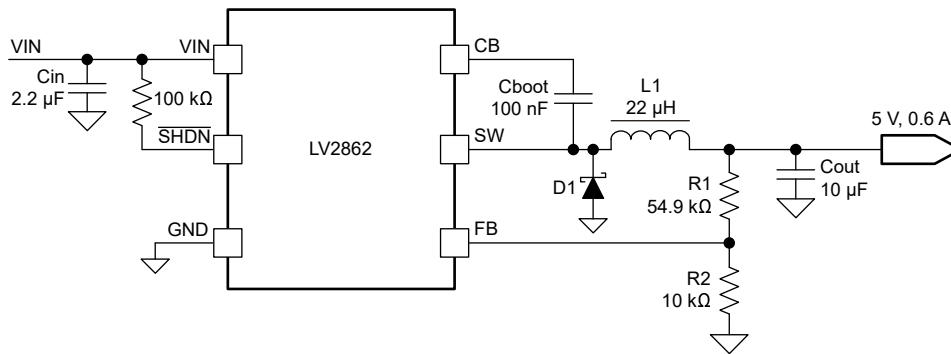 VIN
VIN
Cin
2.2 µF
100 kΩ
SHDN
GND
LV2862
CB
Cboot
100 nF
SW
FB
D1
L1
22 µH
R1
54.9 kΩ
R2
10 kΩ
Cout
10 µF
5 V, 0.6 A